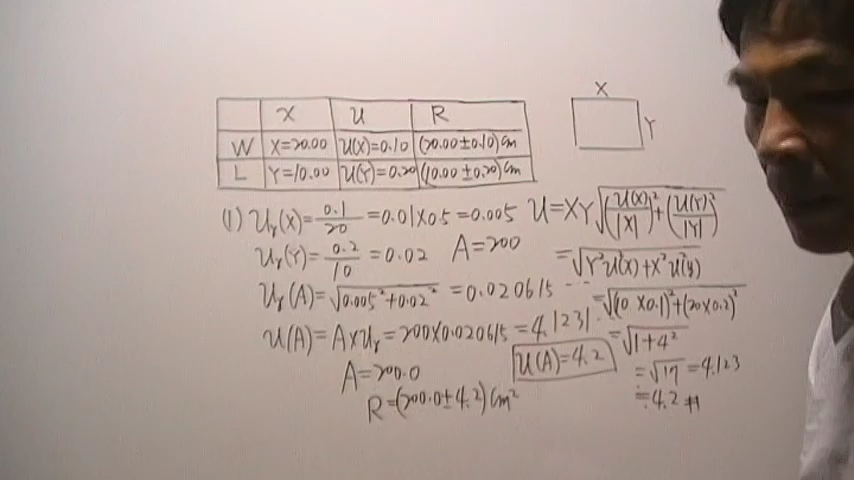 X U R
W X=20.00 U(X)=0.10 (20.00±0.10)cm
L Y=10.00 U(Y)=0.20 (10.00±0.20)cm
X
Y
(1) Ur(X)=0.1/20=0.01×0.5=0.005
Ur(Y)=0.2/10=0.02 A=200
Ur(A)=√(0.005²+0.02²)=0.020615...
U(A)=A×Ur=200×0.020615=4.1231.
A=200.0 U(A)=4.2
R=(200.0±4.2)cm²
U=XY√((U(X)/|X|)²+(U(Y)/|Y|)²)
=√(Y²U²(X)+X²U²(Y))
=√((10×0.1)²+(20×0.2)²)
=√(1+4²)
=√17=4.123
≒4.2#